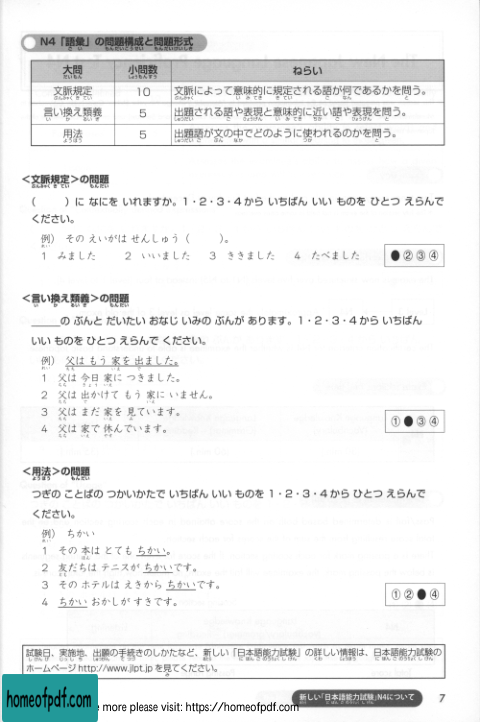 N4「語彙」の問題構成と問題形式
大問 小問数 ねらい
文脈規定 10 文脈によって意味的に規定される語が何であるかを問う。
言い換え類義 5 出題される語や表現と意味的に近い語や表現を問う。
用法 5 出題語が文の中でどのように使われるのかを問う。
<文脈規定>の問題
( )に なにを いれますか。1・2・3・4から いちばん いい ものを ひとつ えらんで
ください。
例) その えいがは せんしゅう ( )。
1 みました 2 いいました 3 ききました 4 たべました
●②③④
<言い換え類義>の問題
_____の ぶんと だいたい おなじ いみの ぶんが あります。1・2・3・4から いちばん
いい ものを ひとつ えらんで ください。
例) 父は もう 家を 出ました。
1 父は 今日 家に つきました。
2 父は 出かけて もう 家に いません。
3 父は まだ 家を 見ています。
4 父は 家で 休んでいます。
①●③④
<用法>の問題
つぎの ことばの つかいかたで いちばん いい ものを 1・2・3・4から ひとつ えらんで
ください。
例) ちかい
1 その 本は とても ちかい。
2 友だちは テニスが ちかいです。
3 その ホテルは えきから ちかいです。
4 ちかい おかしが すきです。
①②●④
試験日、実施地、出願の手続きのしかたなど、新しい「日本語能力試験」の詳しい情報は、日本語能力試験の
ホームページ http://www.jlpt.jp を見てください。
新しい「日本語能力試験」N4について 7
homeofpdf.com
e more please visit: https://homeofpdf.com